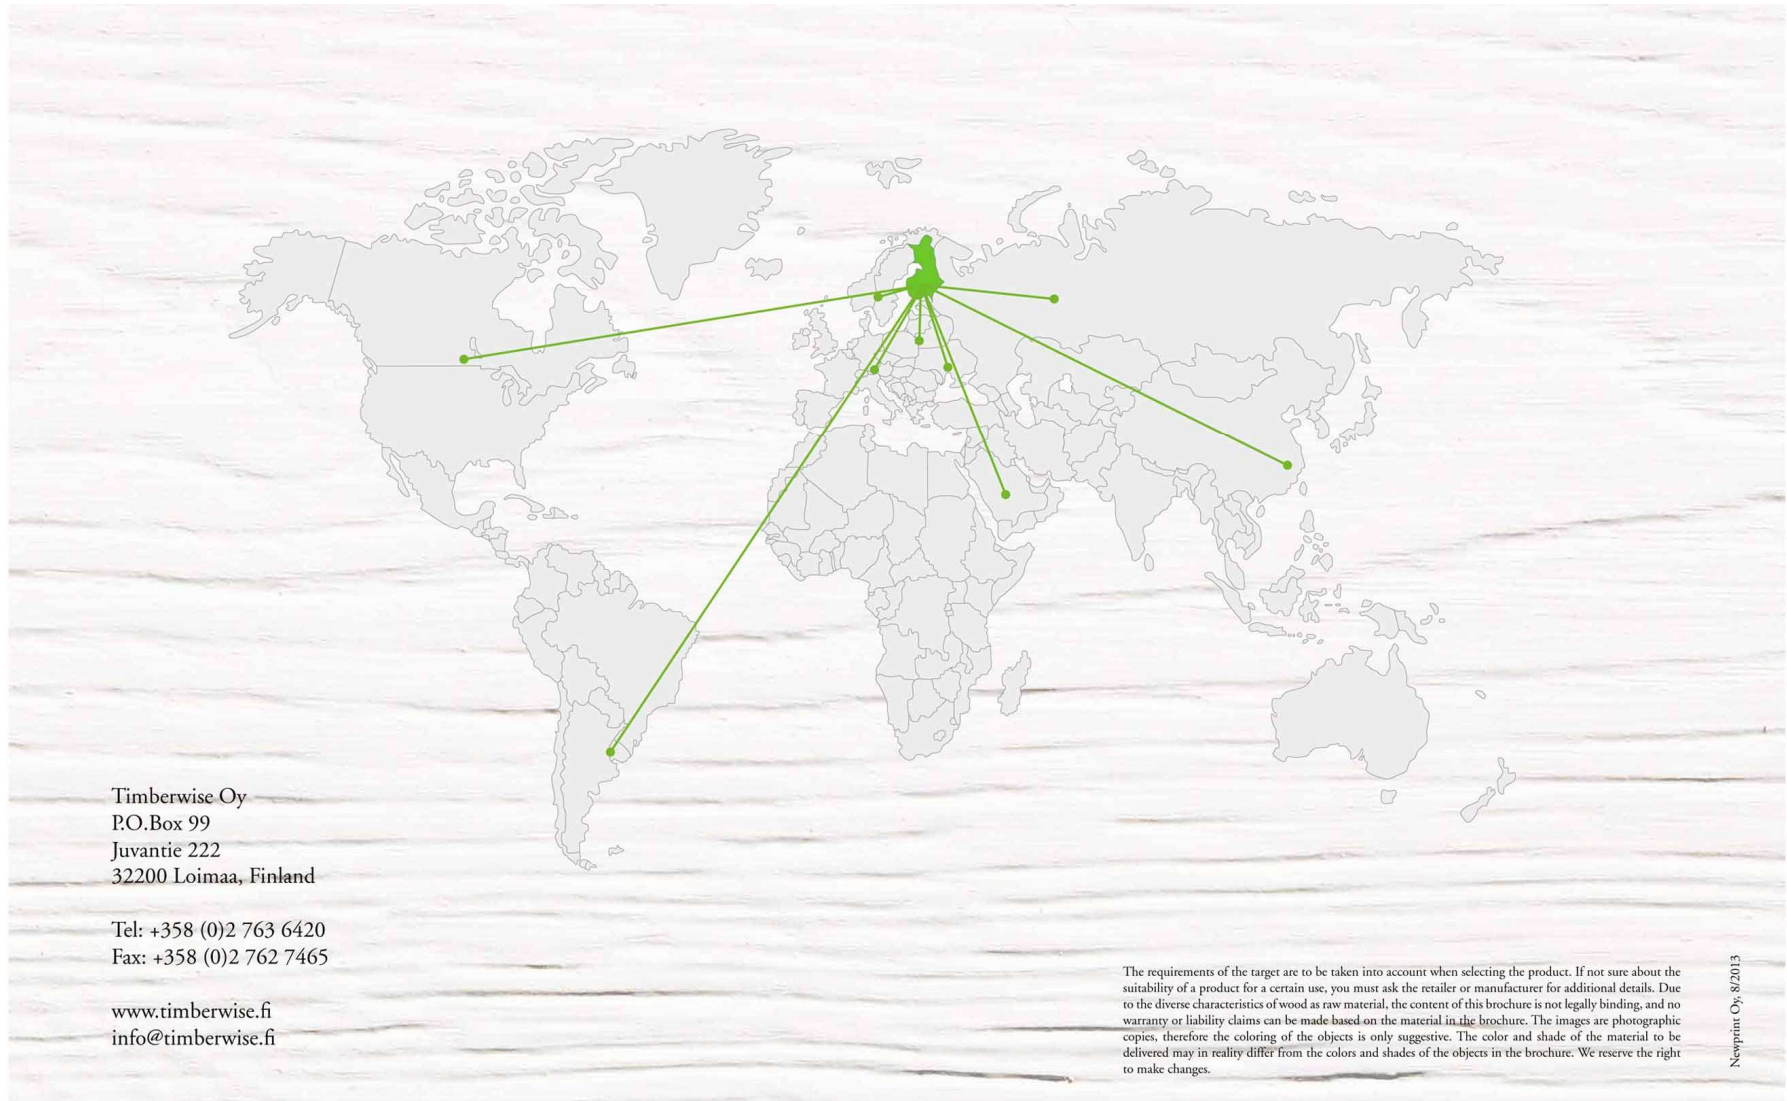 Timberwise Oy
P.O.Box 99
Juvantie 222
32200 Loimaa, Finland
Tel: +358 (0)2 763 6420
Fax: +358 (0)2 762 7465
www.timberwise.fi
info@timberwise.fi
The requirements of the target are to be taken into account when selecting the product. If not sure about the
suitability of a product for a certain use, you must ask the retailer or manufacturer for additional details. Due
to the diverse characteristics of wood as raw material, the content of this brochure is not legally binding, and no
warranty or liability claims can be made based on the material in the brochure. The images are photographic
copies, therefore the coloring of the objects is only suggestive. The color and shade of the material to be
delivered may in reality differ from the colors and shades of the objects in the brochure. We reserve the right
to make changes.
Newprint Oy, 8/2013